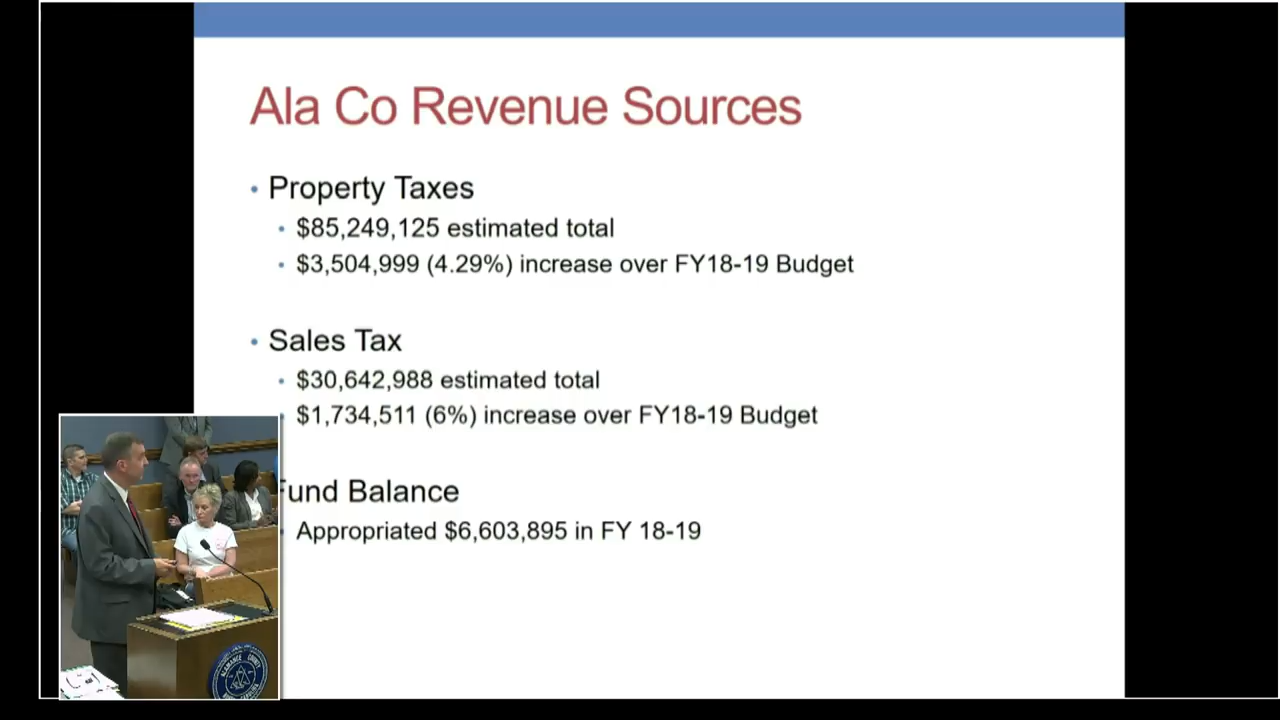 Ala Co Revenue Sources
• Property Taxes
• $85,249,125 estimated total
• $3,504,999 (4.29%) increase over FY18-19 Budget
• Sales Tax
• $30,642,988 estimated total
• $1,734,511 (6%) increase over FY18-19 Budget
Fund Balance
Appropriated $6,603,895 in FY 18-19
ALAMANCE COUNTY